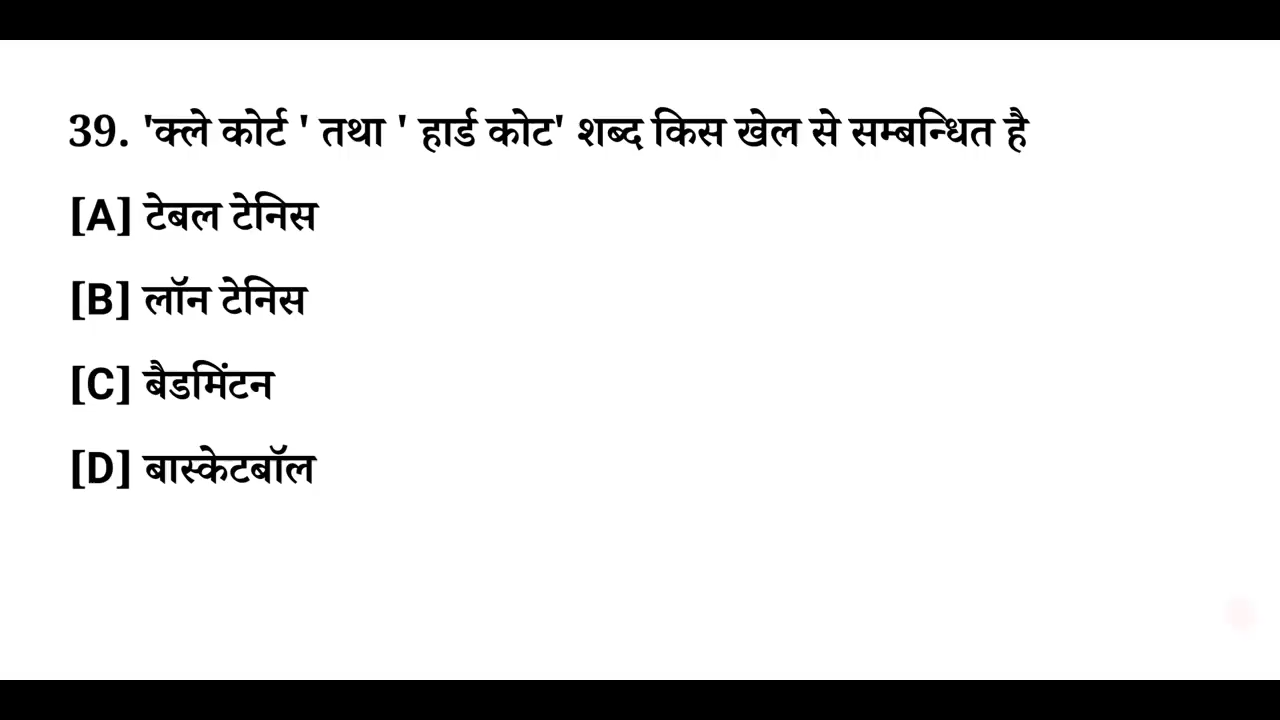 39. 'क्ले कोर्ट ' तथा ' हार्ड कोट' शब्द किस खेल से सम्बन्धित है
[A] टेबल टेनिस
[B] लॉन टेनिस
[C] बैडमिंटन
[D] बास्केटबॉल